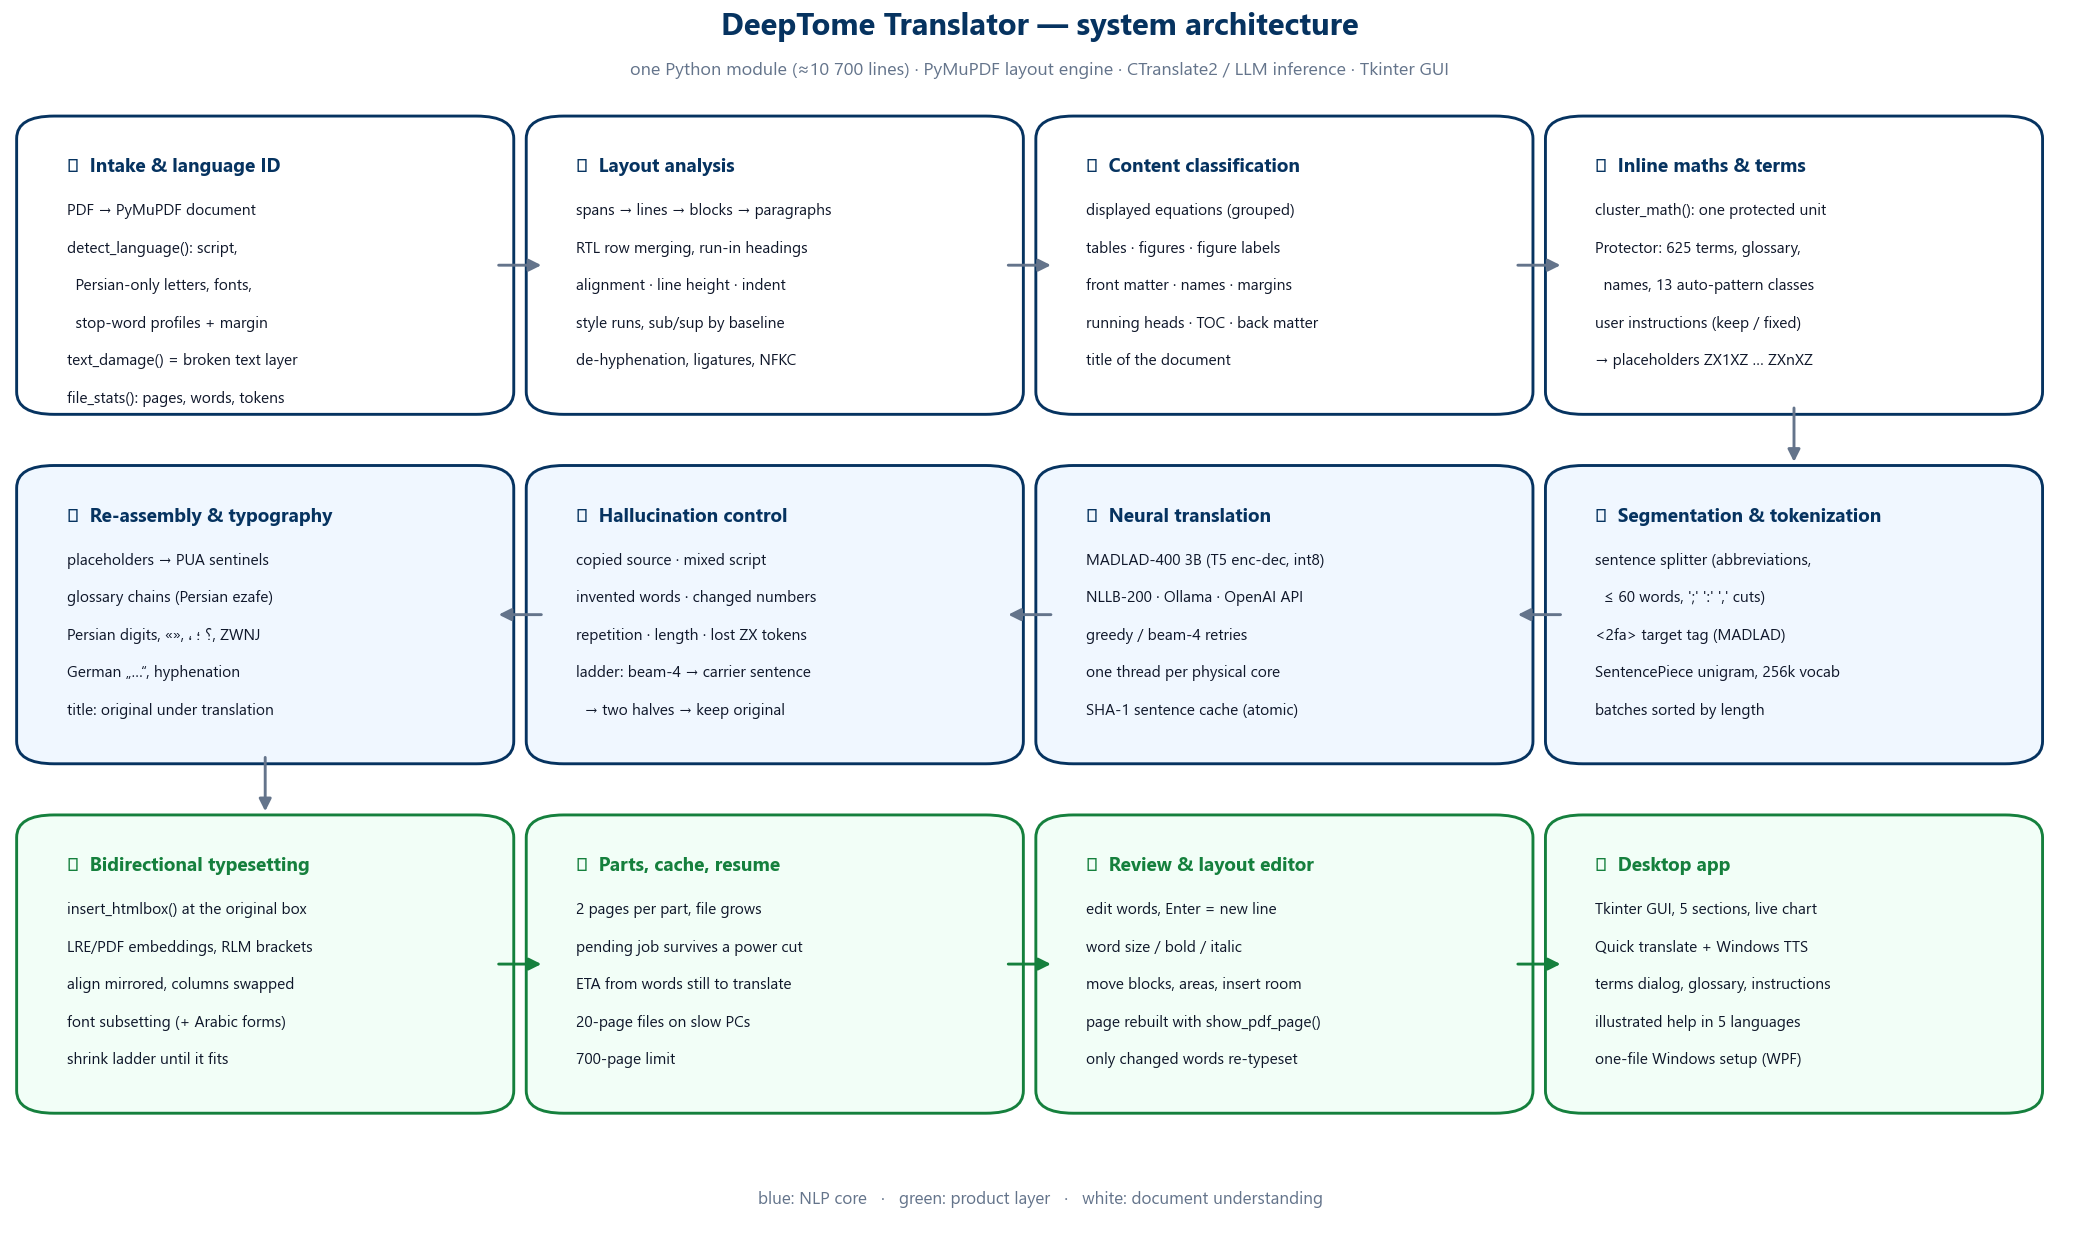 DeepTome Translator — system architecture
one Python module (≈10 700 lines) · PyMuPDF layout engine · CTranslate2 / LLM inference · Tkinter GUI
Intake & language ID
PDF → PyMuPDF document
detect_language(): script,
Persian-only letters, fonts,
stop-word profiles + margin
text_damage() = broken text layer
file_stats(): pages, words, tokens
Layout analysis
spans → lines → blocks → paragraphs
RTL row merging, run-in headings
alignment · line height · indent
style runs, sub/sup by baseline
de-hyphenation, ligatures, NFKC
Content classification
displayed equations (grouped)
tables · figures · figure labels
front matter · names · margins
running heads · TOC · back matter
title of the document
Inline maths & terms
cluster_math(): one protected unit
Protector: 625 terms, glossary,
names, 13 auto-pattern classes
user instructions (keep / fixed)
→ placeholders ZX1XZ … ZXnXZ
Re-assembly & typography
placeholders → PUA sentinels
glossary chains (Persian ezafe)
Persian digits, «», ، ؛ ؟, ZWNJ
German „…“, hyphenation
title: original under translation
Hallucination control
copied source · mixed script
invented words · changed numbers
repetition · length · lost ZX tokens
ladder: beam-4 → carrier sentence
→ two halves → keep original
Neural translation
MADLAD-400 3B (T5 enc-dec, int8)
NLLB-200 · Ollama · OpenAI API
greedy / beam-4 retries
one thread per physical core
SHA-1 sentence cache (atomic)
Segmentation & tokenization
sentence splitter (abbreviations,
≤ 60 words, ';' ':' ',' cuts)
<2fa> target tag (MADLAD)
SentencePiece unigram, 256k vocab
batches sorted by length
Bidirectional typesetting
insert_htmlbox() at the original box
LRE/PDF embeddings, RLM brackets
align mirrored, columns swapped
font subsetting (+ Arabic forms)
shrink ladder until it fits
Parts, cache, resume
2 pages per part, file grows
pending job survives a power cut
ETA from words still to translate
20-page files on slow PCs
700-page limit
Review & layout editor
edit words, Enter = new line
word size / bold / italic
move blocks, areas, insert room
page rebuilt with show_pdf_page()
only changed words re-typeset
Desktop app
Tkinter GUI, 5 sections, live chart
Quick translate + Windows TTS
terms dialog, glossary, instructions
illustrated help in 5 languages
one-file Windows setup (WPF)
blue: NLP core · green: product layer · white: document understanding